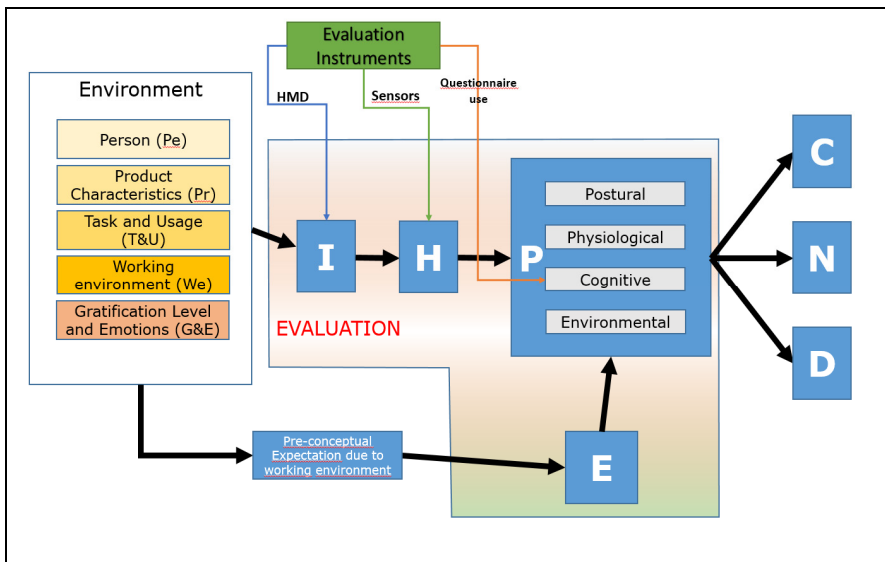 Evaluation
Instruments
HMD
Sensors
Questionnaire
use
Environment
Person (Pe)
Product
Characteristics (Pr)
Task and Usage
(T&U)
Working
environment (We)
Gratification Level
and Emotions (G&E)
I
H
P
Postural
Physiological
Cognitive
Environmental
EVALUATION
C
N
D
Pre-conceptual
Expectation due to
working environment
E